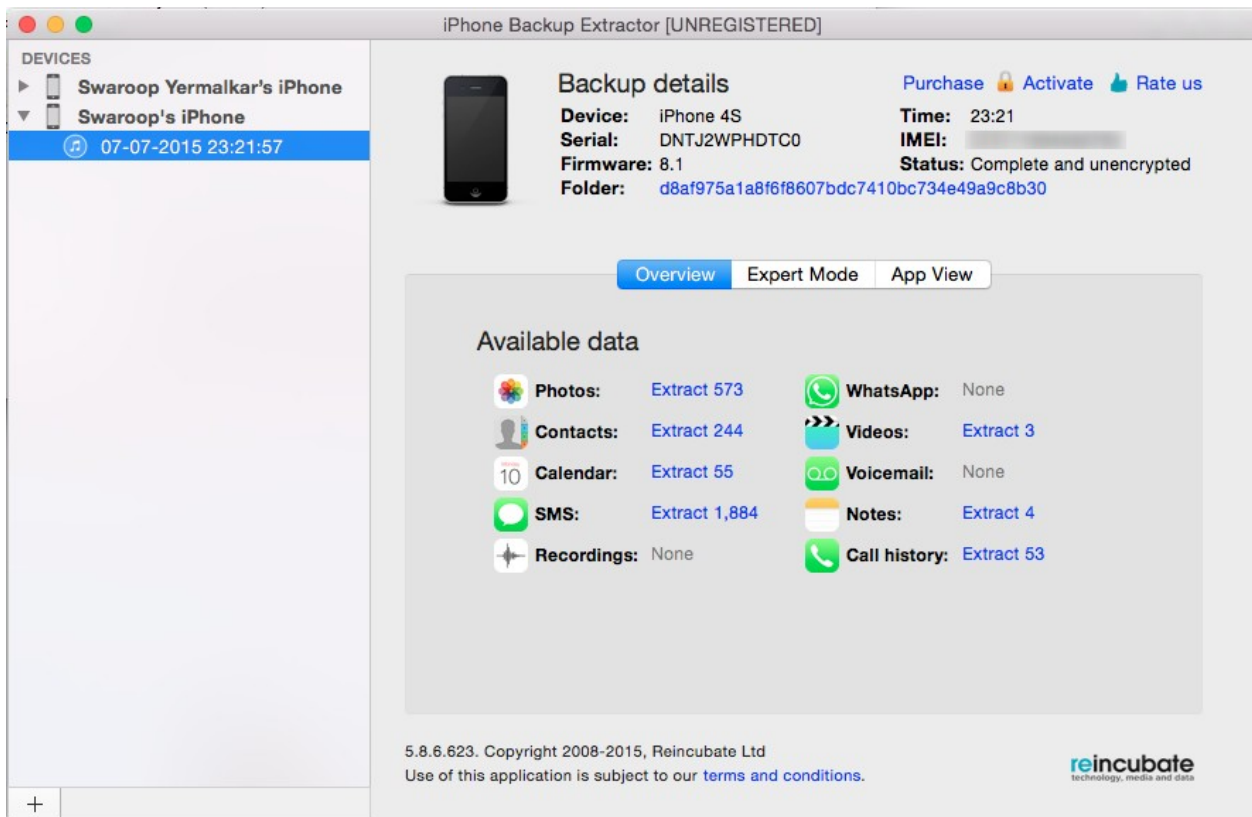 iPhone Backup Extractor [UNREGISTERED]
DEVICES
Swaroop Yermalkar's iPhone
Swaroop's iPhone
07-07-2015 23:21:57
Backup details
Purchase Activate Rate us
Device: iPhone 4S Time: 23:21
Serial: DNTJ2WPHDTC0 IMEI:
Firmware: 8.1 Status: Complete and unencrypted
Folder: d8af975a1a8f6f8607bdc7410bc734e49a9c8b30
Overview Expert Mode App View
Available data
Photos: Extract 573 WhatsApp: None
Contacts: Extract 244 Videos: Extract 3
10 Calendar: Extract 55 Voicemail: None
SMS: Extract 1,884 Notes: Extract 4
Recordings: None Call history: Extract 53
5.8.6.623. Copyright 2008-2015, Reincubate Ltd
Use of this application is subject to our terms and conditions.
reincubate
technology, media and data
+